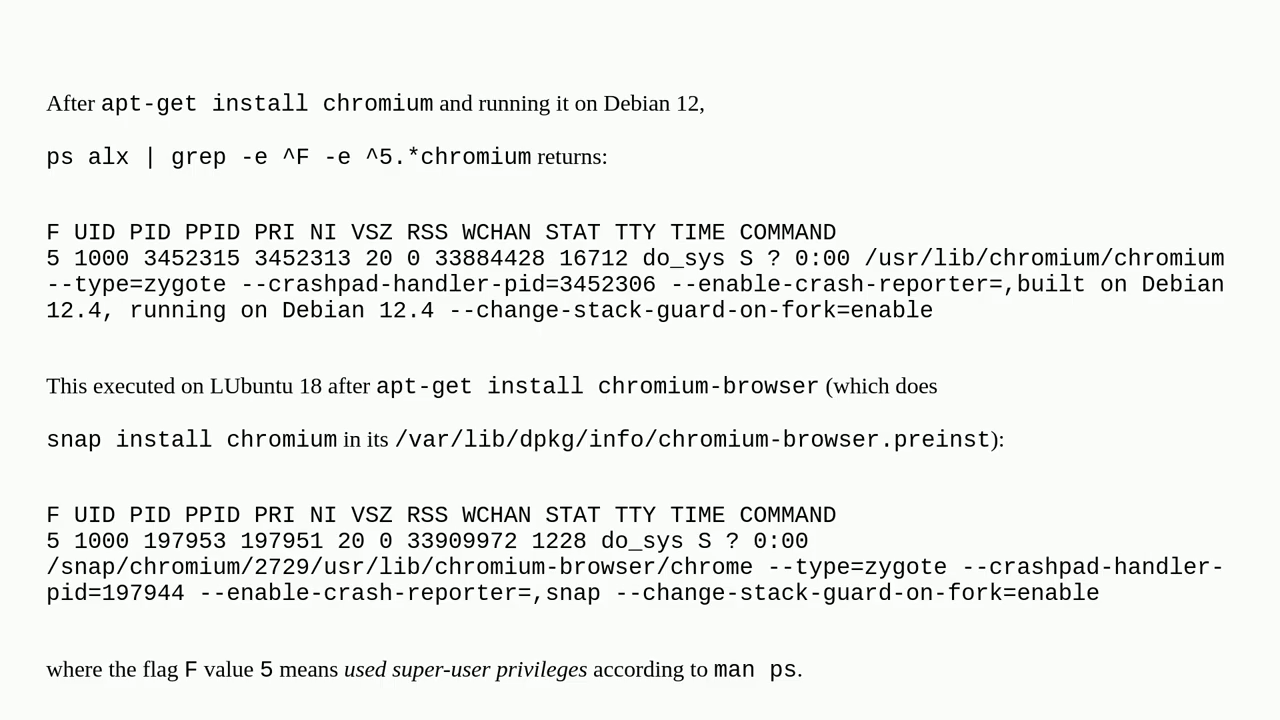 After apt-get install chromium and running it on Debian 12,
ps alx | grep -e ^F -e ^5.*chromium returns:
F UID PID PPID PRI NI VSZ RSS WCHAN STAT TTY TIME COMMAND
5 1000 3452315 3452313 20 0 33884428 16712 do_sys S ? 0:00 /usr/lib/chromium/chromium
--type=zygote --crashpad-handler-pid=3452306 --enable-crash-reporter=,built on Debian
12.4, running on Debian 12.4 --change-stack-guard-on-fork=enable
This executed on LUbuntu 18 after apt-get install chromium-browser (which does
snap install chromium in its /var/lib/dpkg/info/chromium-browser.preinst):
F UID PID PPID PRI NI VSZ RSS WCHAN STAT TTY TIME COMMAND
5 1000 197953 197951 20 0 33909972 1228 do_sys S ? 0:00
/snap/chromium/2729/usr/lib/chromium-browser/chrome --type=zygote --crashpad-handler-
pid=197944 --enable-crash-reporter=,snap --change-stack-guard-on-fork=enable
where the flag F value 5 means used super-user privileges according to man ps.